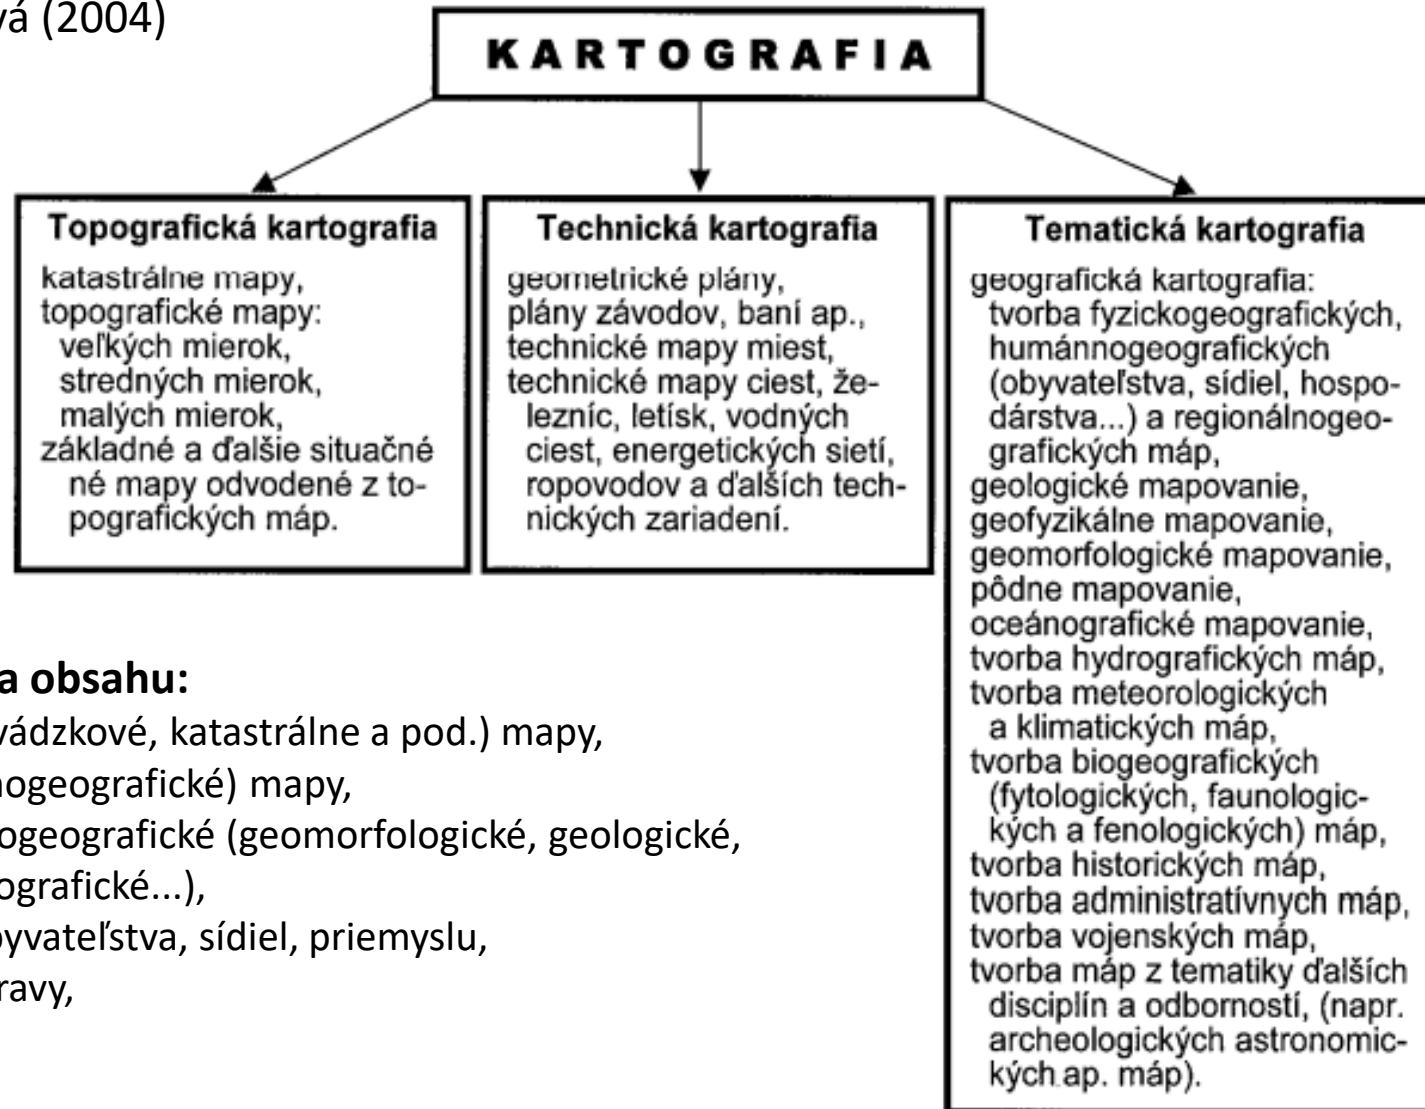 vá (2004)
KARTOGRAFIA
Topografická kartografia
katastrálne mapy,
topografické mapy:
veľkých mierok,
stredných mierok,
malých mierok,
základné a ďalšie situačné
né mapy odvodené z to-
pografických máp.
Technická kartografia
geometrické plány,
plány závodov, baní ap.,
technické mapy miest,
technické mapy ciest, že-
lezníc, letísk, vodných
ciest, energetických sietí,
ropovodov a ďalších tech-
nických zariadení.
Tematická kartografia
geografická kartografia:
tvorba fyzickogeografických,
humánnogeografických
(obyvateľstva, sídiel, hospo-
dárstva...) a regionálnogeo-
grafických máp,
geologické mapovanie,
geofyzikálne mapovanie,
geomorfologické mapovanie,
pôdne mapovanie,
oceánografické mapovanie,
tvorba hydrografických máp,
tvorba meteorologických
a klimatických máp,
tvorba biogeografických
(fytologických, faunologic-
kých a fenologických) máp,
tvorba historických máp,
tvorba administratívnych máp,
tvorba vojenských máp,
tvorba máp z tematiky ďalších
disciplín a odborností, (napr.
archeologických astronomic-
kých ap. máp).
a obsahu:
vádzkové, katastrálne a pod.) mapy,
nogeografické) mapy,
ogeografické (geomorfologické, geologické,
ografické...),
byvateľstva, sídiel, priemyslu,
ravy,